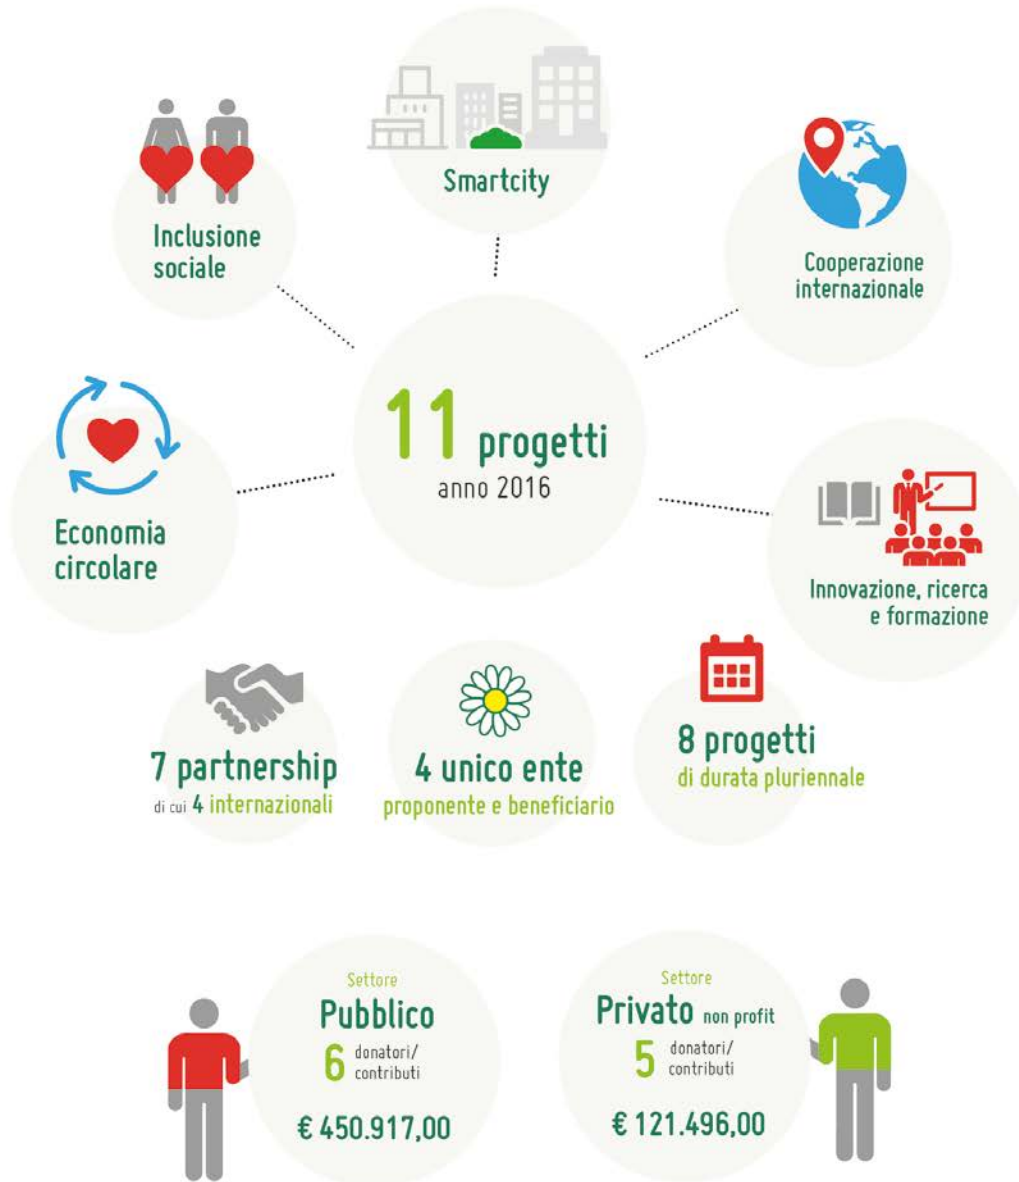 Smartcity
Inclusione
sociale
Cooperazione
internazionale
11 progetti
anno 2016
Economia
circolare
Innovazione, ricerca
e formazione
7 partnership
di cui 4 internazionali
4 unico ente
proponente e beneficiario
8 progetti
di durata pluriennale
Settore
Pubblico
6 donatori/
contributi
€ 450.917,00
Settore
Privato non profit
5 donatori/
contributi
€ 121.496,00